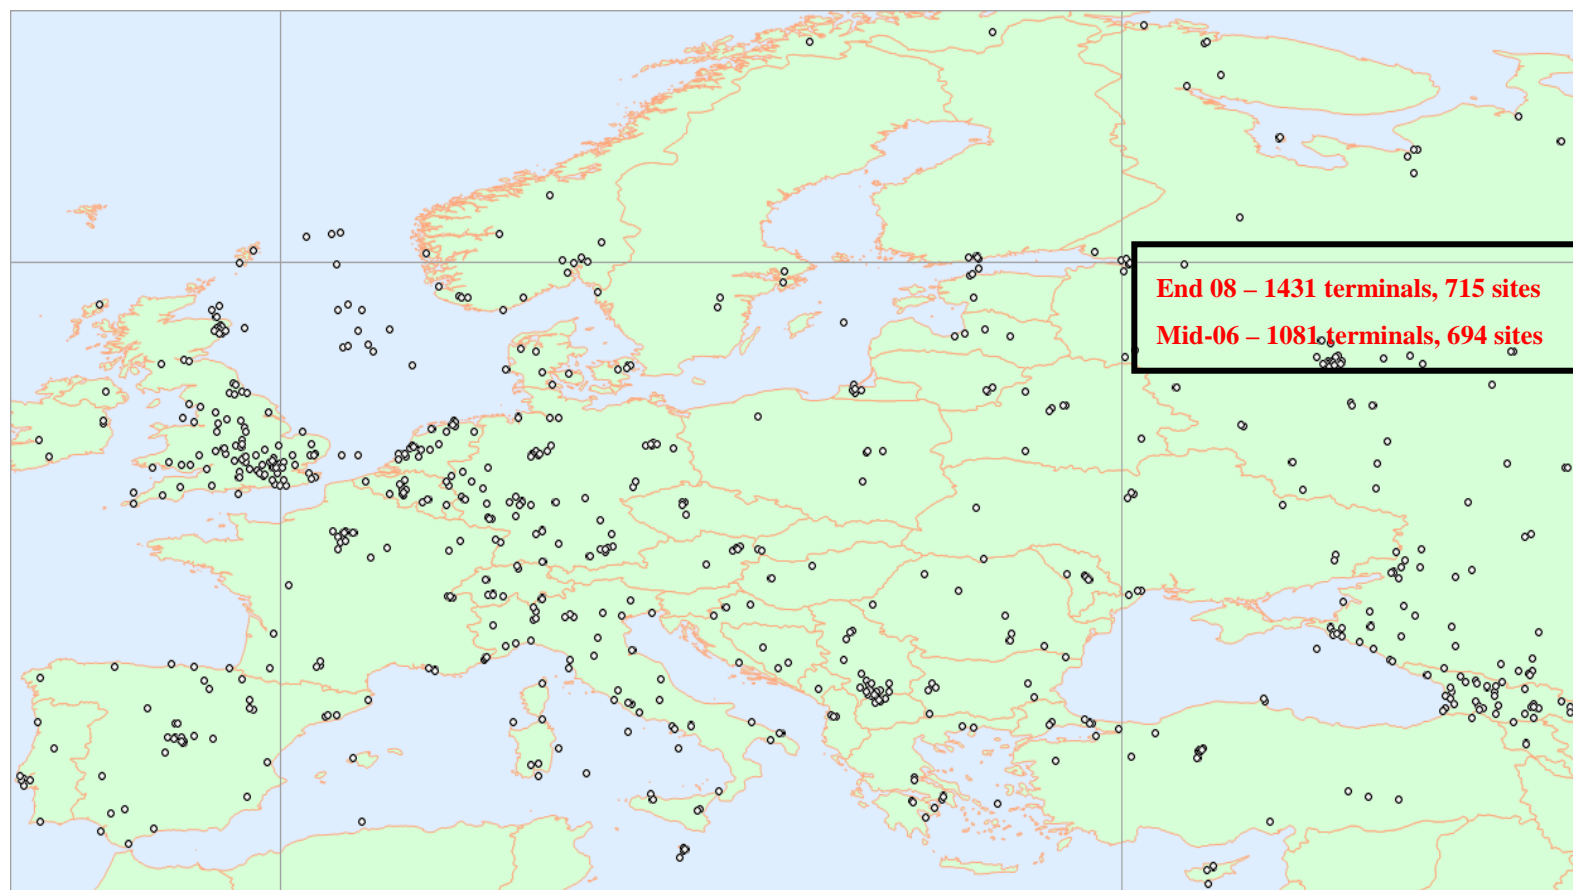 End 08 – 1431 terminals, 715 sites
Mid-06 – 1081 terminals, 694 sites